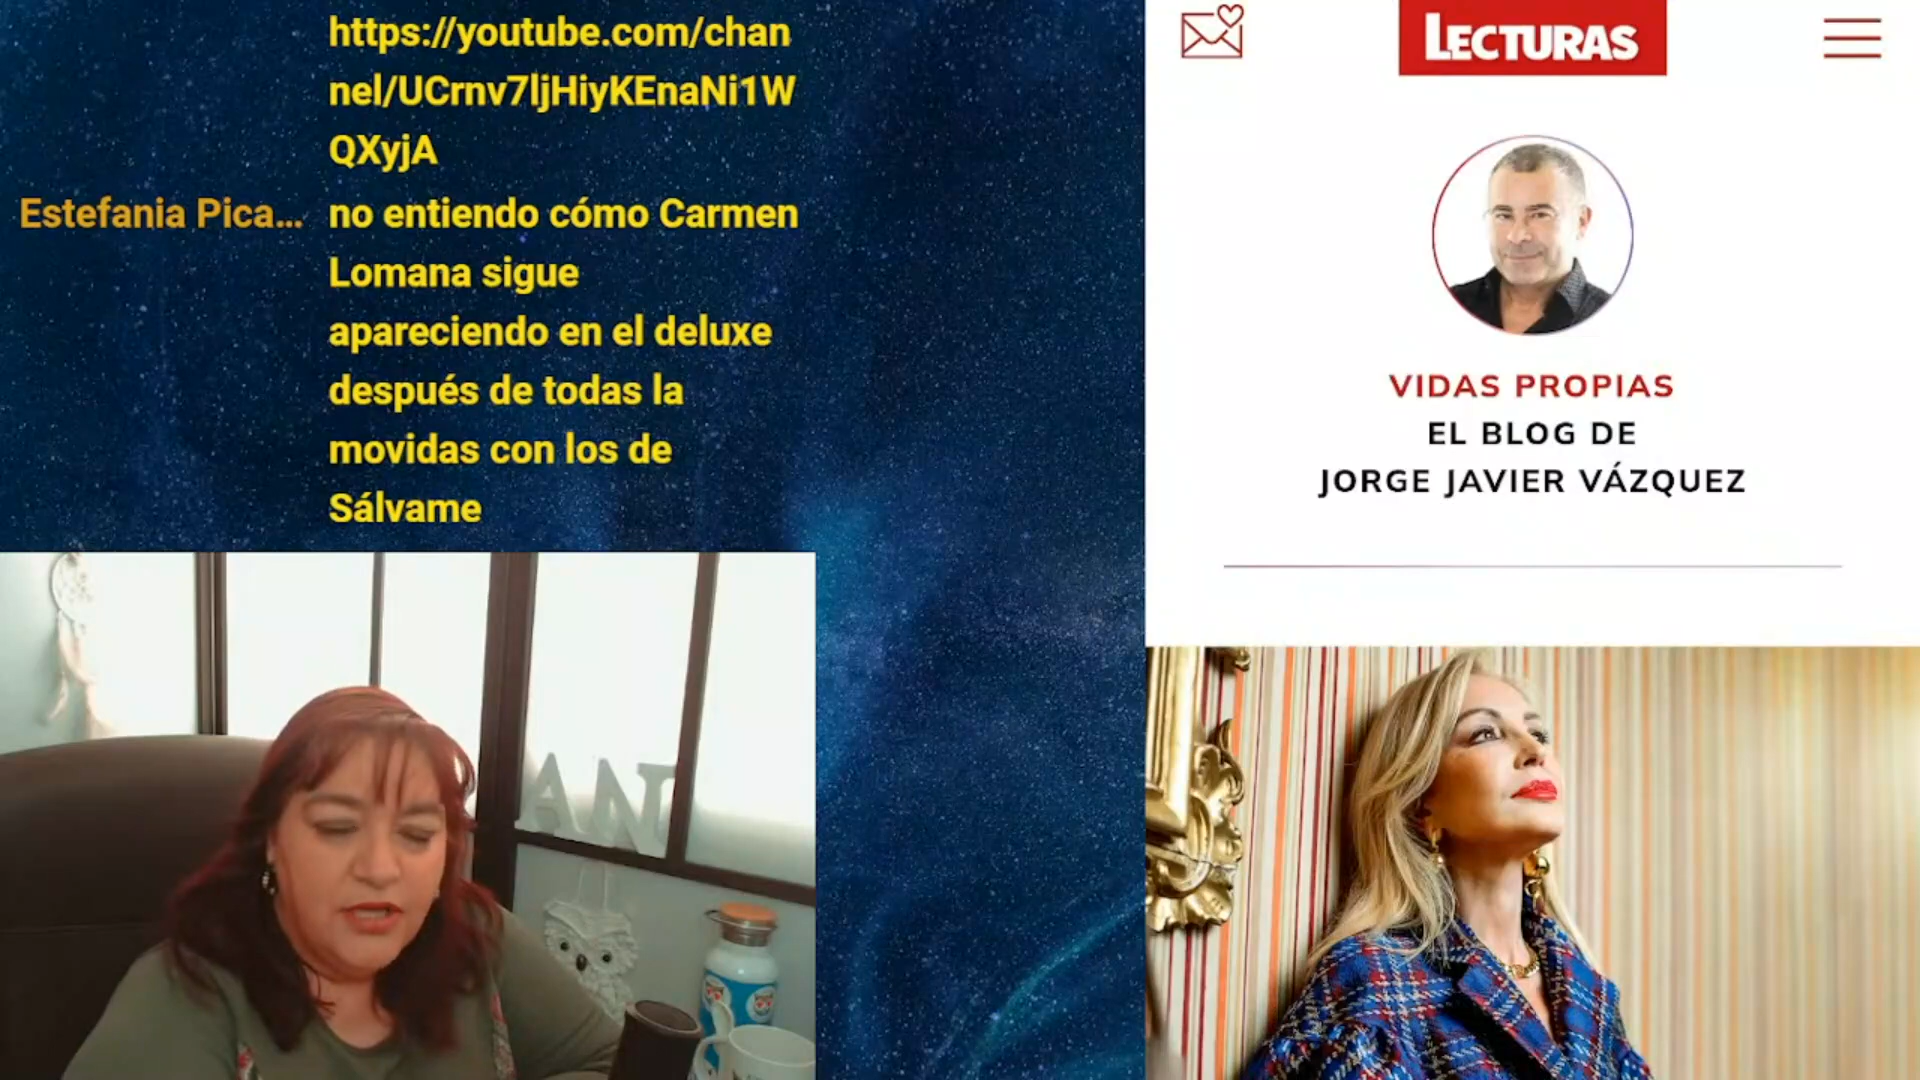 https://youtube.com/chan
nel/UCrnv7ljHiyKEnaNi1W
QXyjA
Estefania Pica... no entiendo cómo Carmen
Lomana sigue
apareciendo en el deluxe
después de todas la
movidas con los de
Sálvame
AN
LECTURAS
VIDAS PROPIAS
EL BLOG DE
JORGE JAVIER VÁZQUEZ